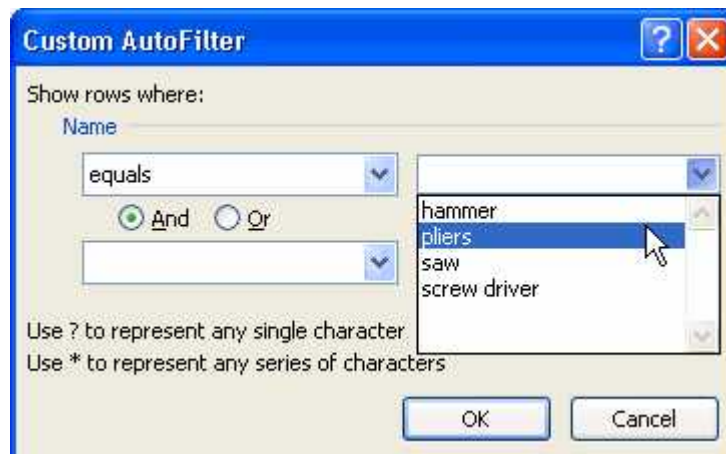 Custom AutoFilter ?
Show rows where:
Name
equals
And Or
hammer
pliers
saw
screw driver
Use ? to represent any single character
Use * to represent any series of characters
OK Cancel